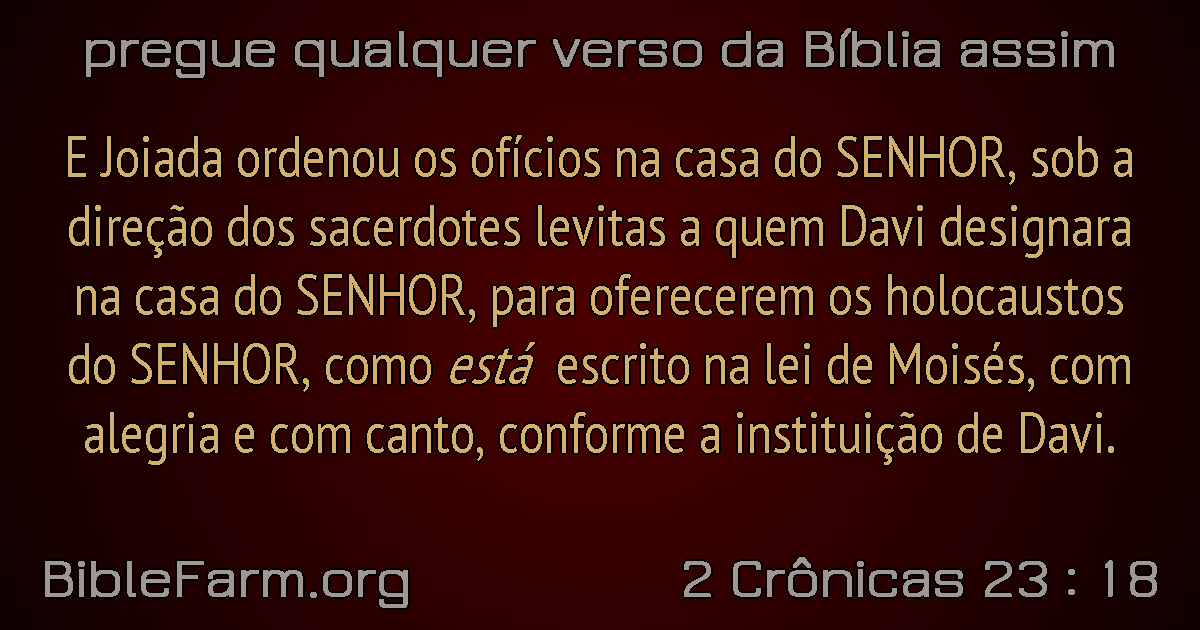 pregue qualquer verso da Bíblia assim
E Joiada ordenou os ofícios na casa do SENHOR, sob a
direção dos sacerdotes levitas a quem Davi designara
na casa do SENHOR, para oferecerem os holocaustos
do SENHOR, como está escrito na lei de Moisés, com
alegria e com canto, conforme a instituição de Davi.
BibleFarm.org
2 Crônicas 23 : 18